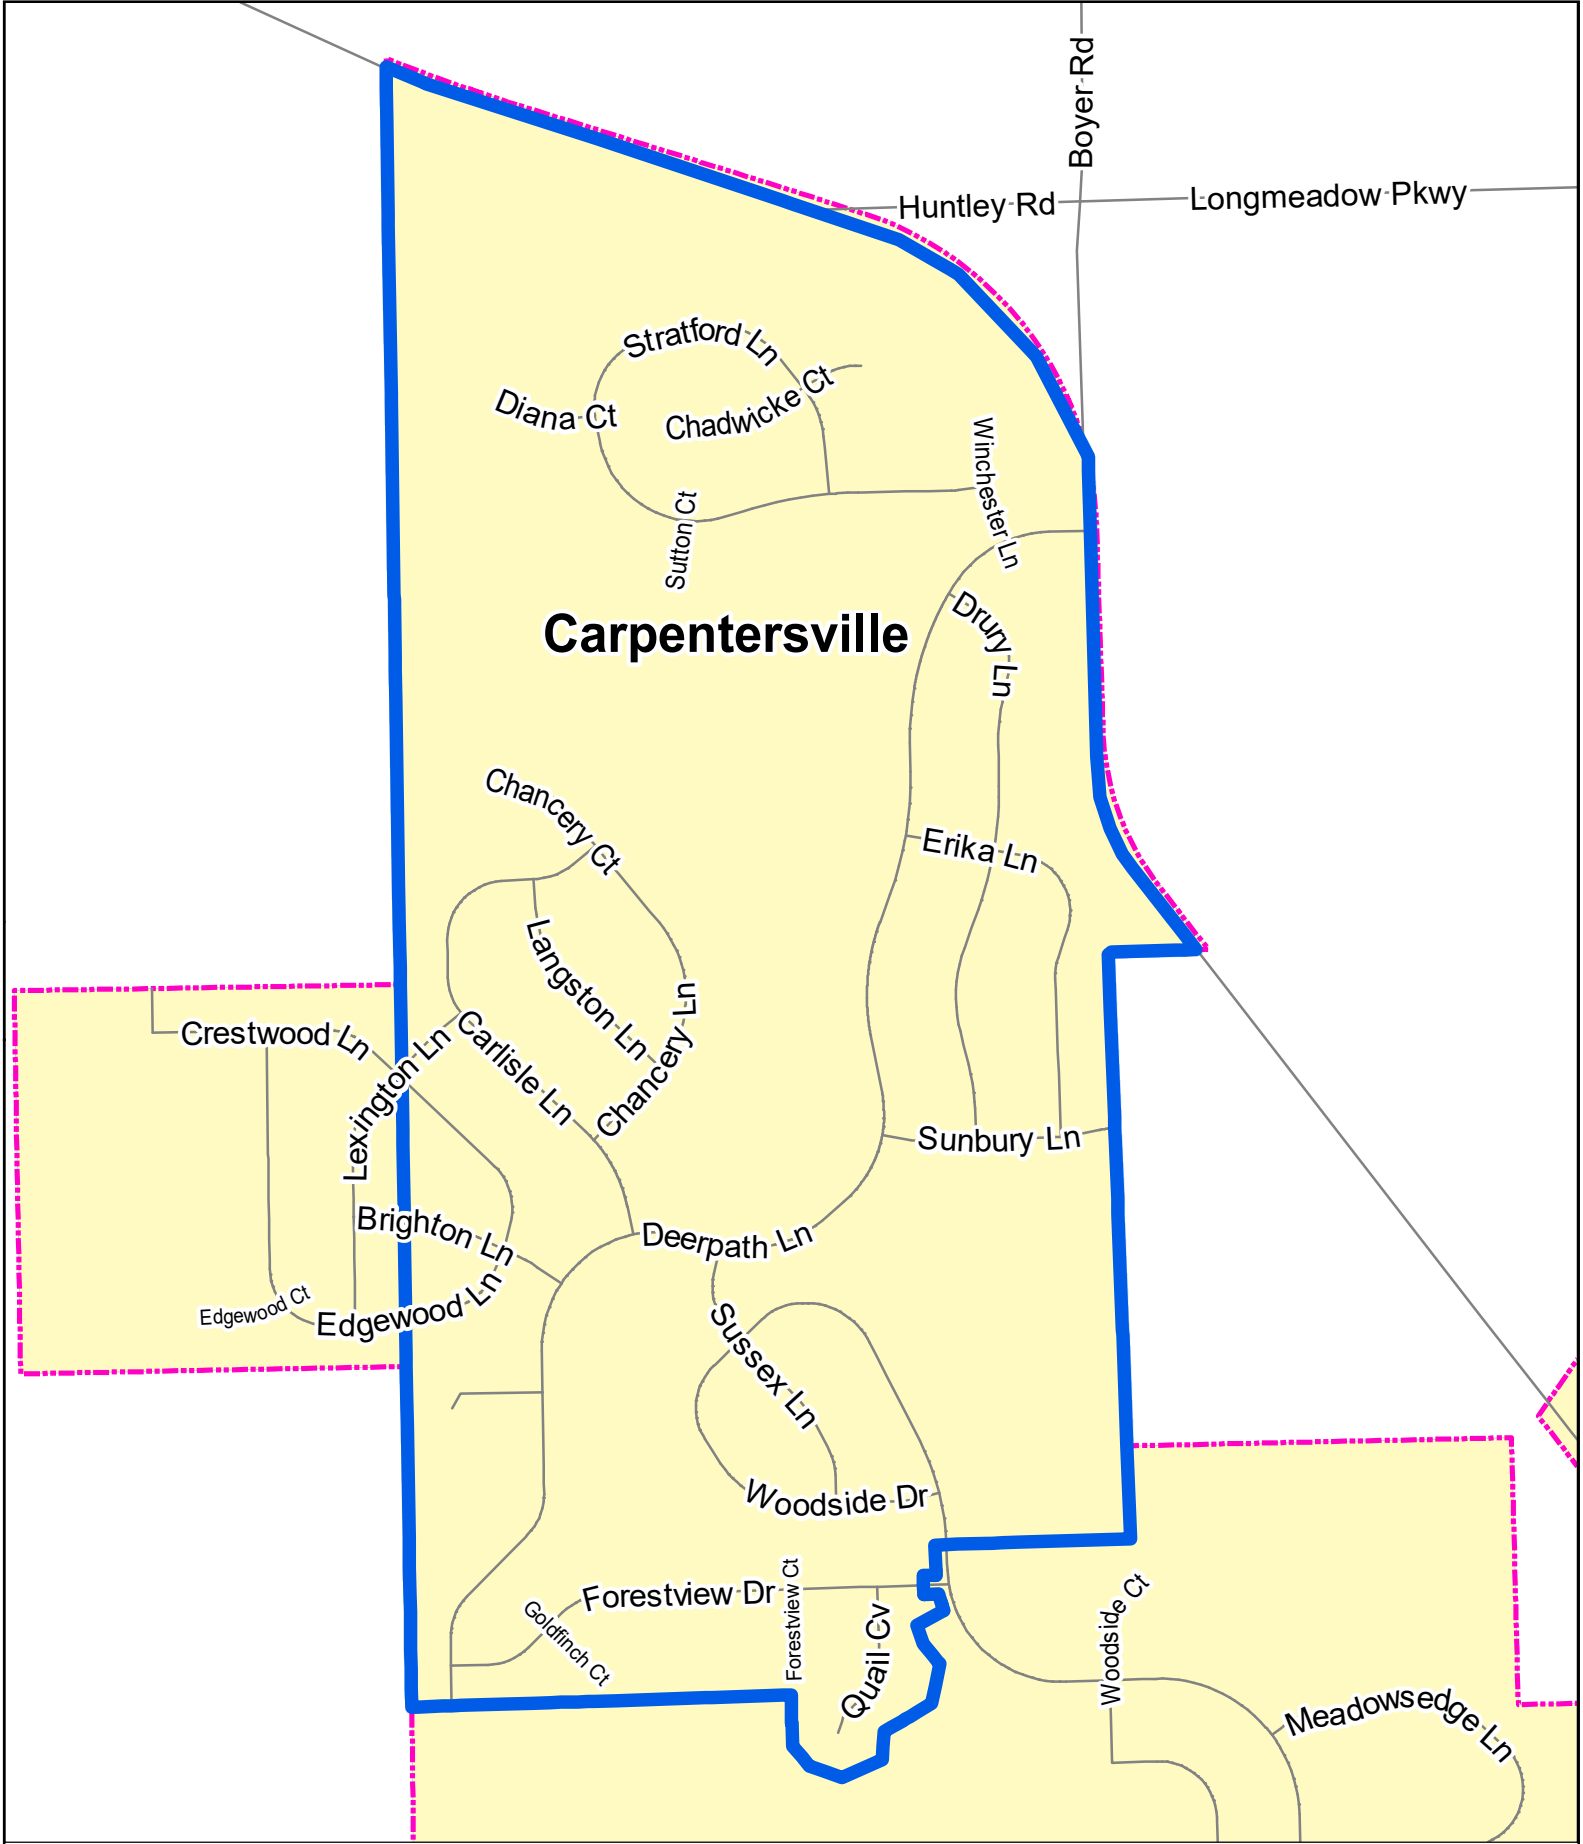 Boyer Rd
Huntley Rd
Longmeadow Pkwy
Stratford Ln
Diana Ct
Chadwicke Ct
Winchester Ln
Sutton Ct
Drury Ln
Carpentersville
Chancery Ct
Erika Ln
Langston Ln
Chancery Ln
Crestwood Ln
Lexington Ln
Carlisle Ln
Sunbury Ln
Brighton Ln
Deerpath Ln
Edgewood Ct
Edgewood Ln
Sussex Ln
Woodside Dr
Forestview Dr
Forestview Ct
Goldfinch Ct
Quail Cv
Woodside Ct
Meadowsedge Ln